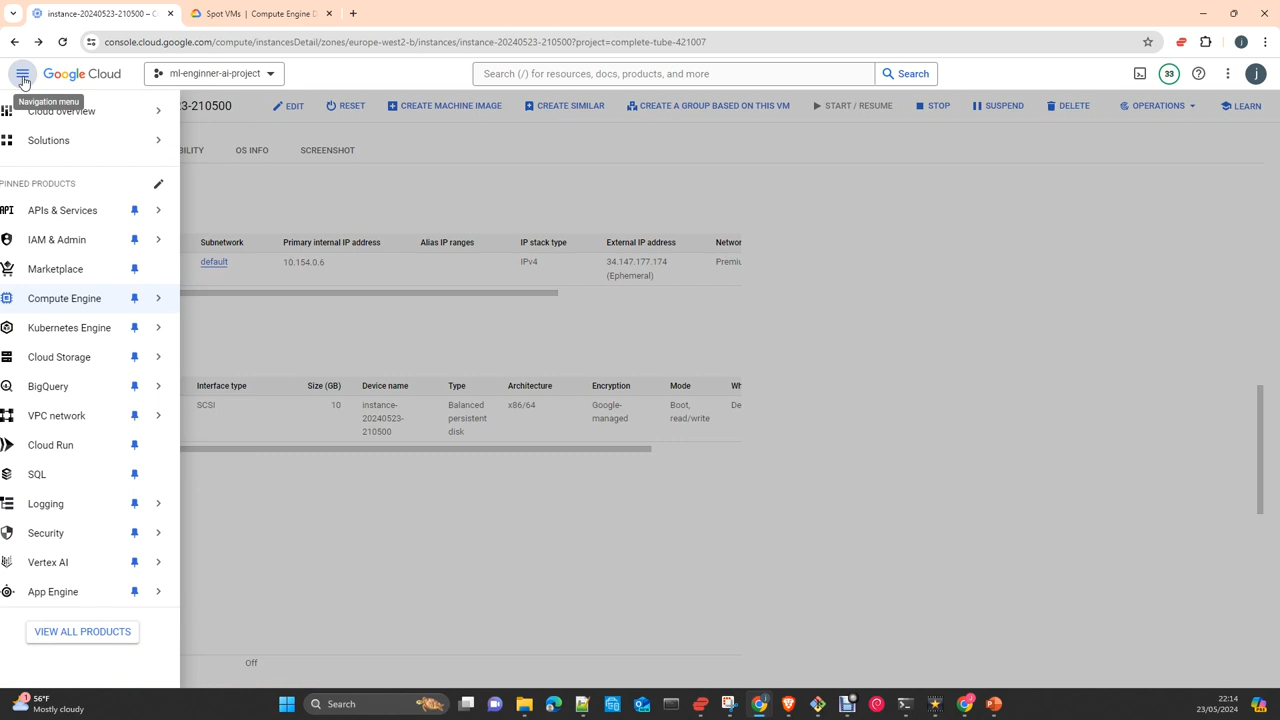 instance-20240523-210500 – C
Spot VMs | Compute Engine D
console.cloud.google.com/compute/instancesDetail/zones/europe-west2-b/instances/instance-20240523-210500?project=complete-tube-421007
Google Cloud
ml-enginner-ai-project
Search (/) for resources, docs, products, and more
Search
33
j
Navigation menu
23-210500
EDIT
RESET
CREATE MACHINE IMAGE
CREATE SIMILAR
CREATE A GROUP BASED ON THIS VM
START / RESUME
STOP
SUSPEND
DELETE
OPERATIONS
LEARN
Cloud overview
Solutions
BILITY
OS INFO
SCREENSHOT
PINNED PRODUCTS
API APIs & Services
IAM & Admin
Marketplace
Compute Engine
Kubernetes Engine
Cloud Storage
BigQuery
VPC network
Cloud Run
SQL
Logging
Security
Vertex AI
App Engine
VIEW ALL PRODUCTS
Subnetwork Primary internal IP address Alias IP ranges IP stack type External IP address Networ
default 10.154.0.6 IPv4 34.147.177.174 Premiu
(Ephemeral)
Interface type Size (GB) Device name Type Architecture Encryption Mode Wh
SCSI 10 instance- Balanced x86/64 Google- Boot, De
20240523- persistent managed read/write
210500 disk
Off
56°F
Mostly cloudy
1
Search
22:14
23/05/2024